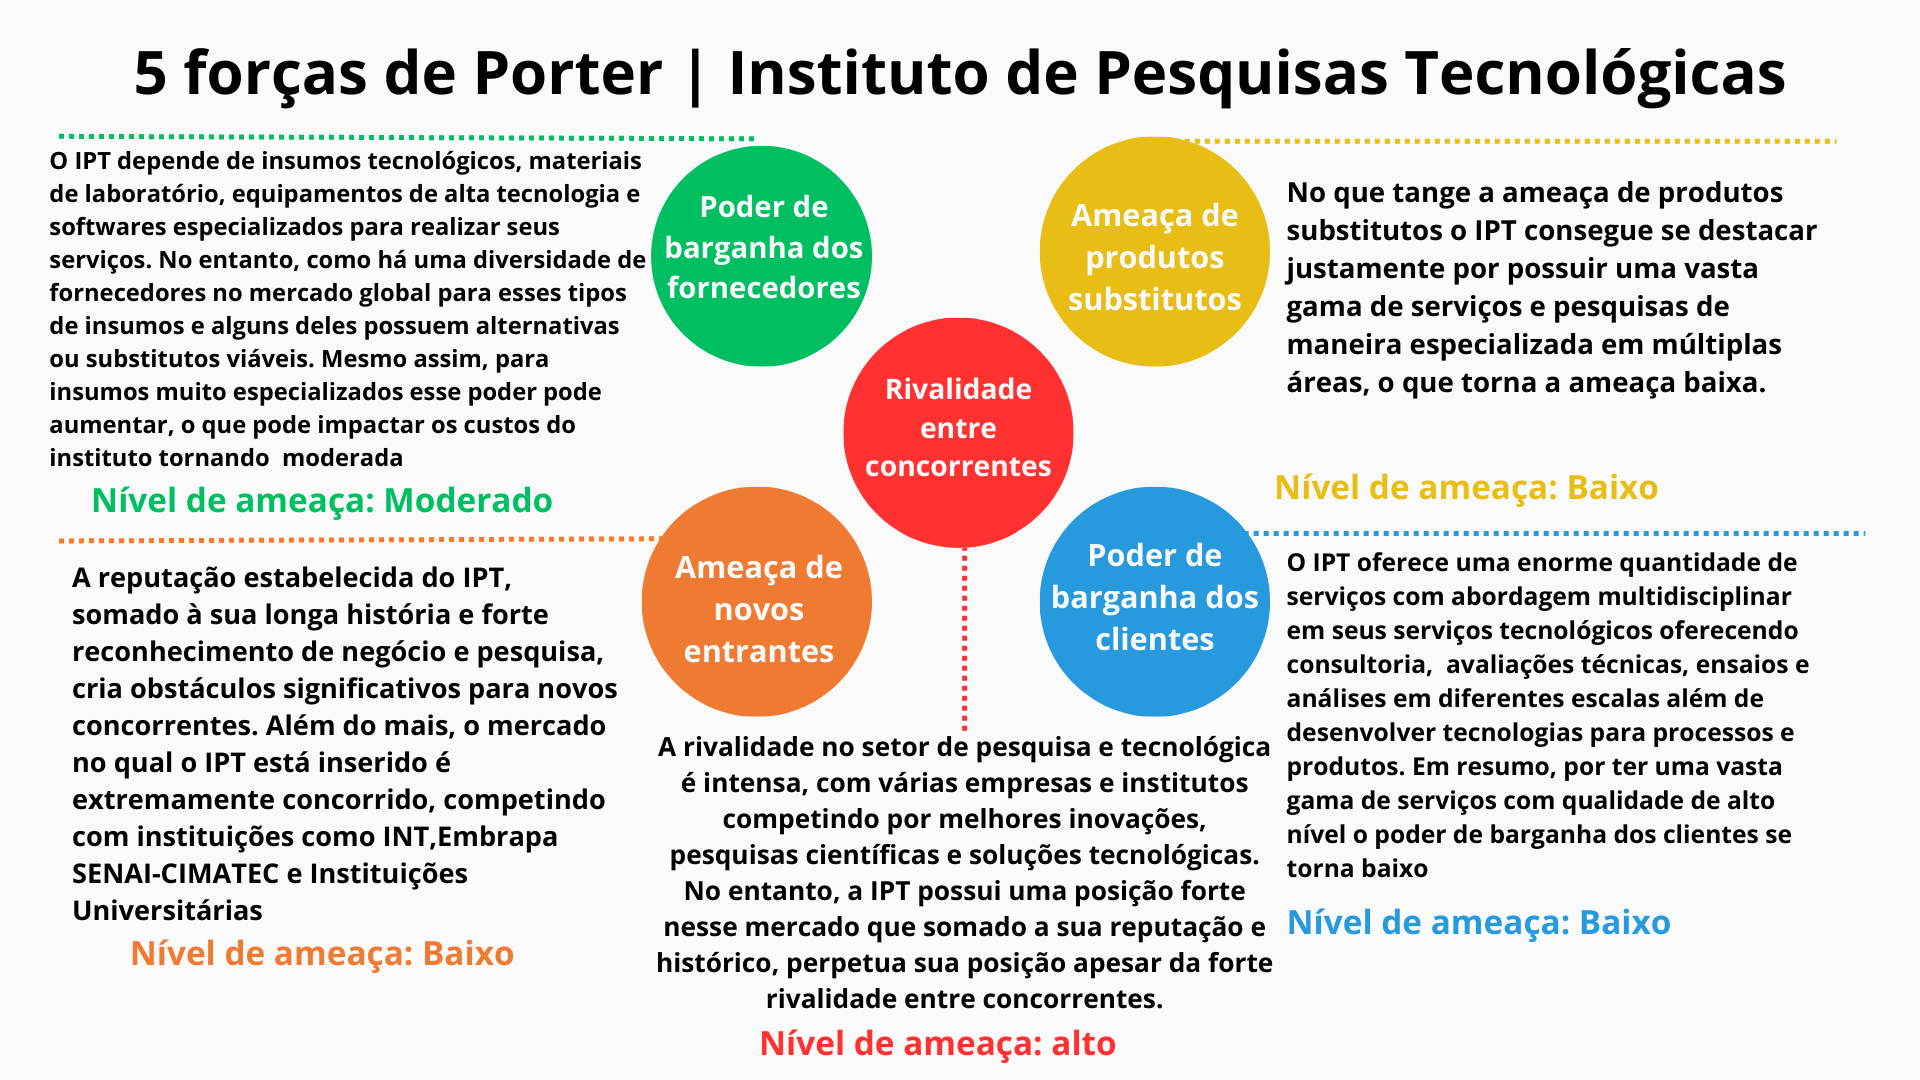 5 forças de Porter | Instituto de Pesquisas Tecnológicas
O IPT depende de insumos tecnológicos, materiais
de laboratório, equipamentos de alta tecnologia e
softwares especializados para realizar seus
serviços. No entanto, como há uma diversidade de
fornecedores no mercado global para esses tipos
de insumos e alguns deles possuem alternativas
ou substitutos viáveis. Mesmo assim, para
insumos muito especializados esse poder pode
aumentar, o que pode impactar os custos do
instituto tornando  moderada
Nível de ameaça: Moderado
Poder de
barganha dos
fornecedores
Ameaça de
produtos
substitutos
No que tange a ameaça de produtos
substitutos o IPT consegue se destacar
justamente por possuir uma vasta
gama de serviços e pesquisas de
maneira especializada em múltiplas
áreas, o que torna a ameaça baixa.
Nível de ameaça: Baixo
Rivalidade
entre
concorrentes
A reputação estabelecida do IPT,
somado à sua longa história e forte
reconhecimento de negócio e pesquisa,
cria obstáculos significativos para novos
concorrentes. Além do mais, o mercado
no qual o IPT está inserido é
extremamente concorrido, competindo
com instituições como INT,Embrapa
SENAI-CIMATEC e Instituições
Universitárias
Nível de ameaça: Baixo
Ameaça de
novos
entrantes
Poder de
barganha dos
clientes
O IPT oferece uma enorme quantidade de
serviços com abordagem multidisciplinar
em seus serviços tecnológicos oferecendo
consultoria,  avaliações técnicas, ensaios e
análises em diferentes escalas além de
desenvolver tecnologias para processos e
produtos. Em resumo, por ter uma vasta
gama de serviços com qualidade de alto
nível o poder de barganha dos clientes se
torna baixo
Nível de ameaça: Baixo
A rivalidade no setor de pesquisa e tecnológica
é intensa, com várias empresas e institutos
competindo por melhores inovações,
pesquisas científicas e soluções tecnológicas.
No entanto, a IPT possui uma posição forte
nesse mercado que somado a sua reputação e
histórico, perpetua sua posição apesar da forte
rivalidade entre concorrentes.
Nível de ameaça: alto